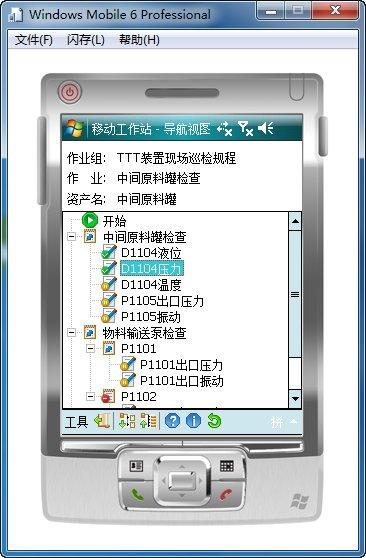 Windows Mobile 6 Professional
文件(F) 闪存(L) 帮助(H)
移动工作站 - 导航视图
作业组: TTT装置现场巡检规程
作 业: 中间原料罐检查
资产名: 中间原料罐
开始
中间原料罐检查
D1104液位
D1104压力
D1104温度
P1105出口压力
P1105振动
物料输送泵检查
P1101
P1101出口压力
P1101出口振动
P1102
工具 拼